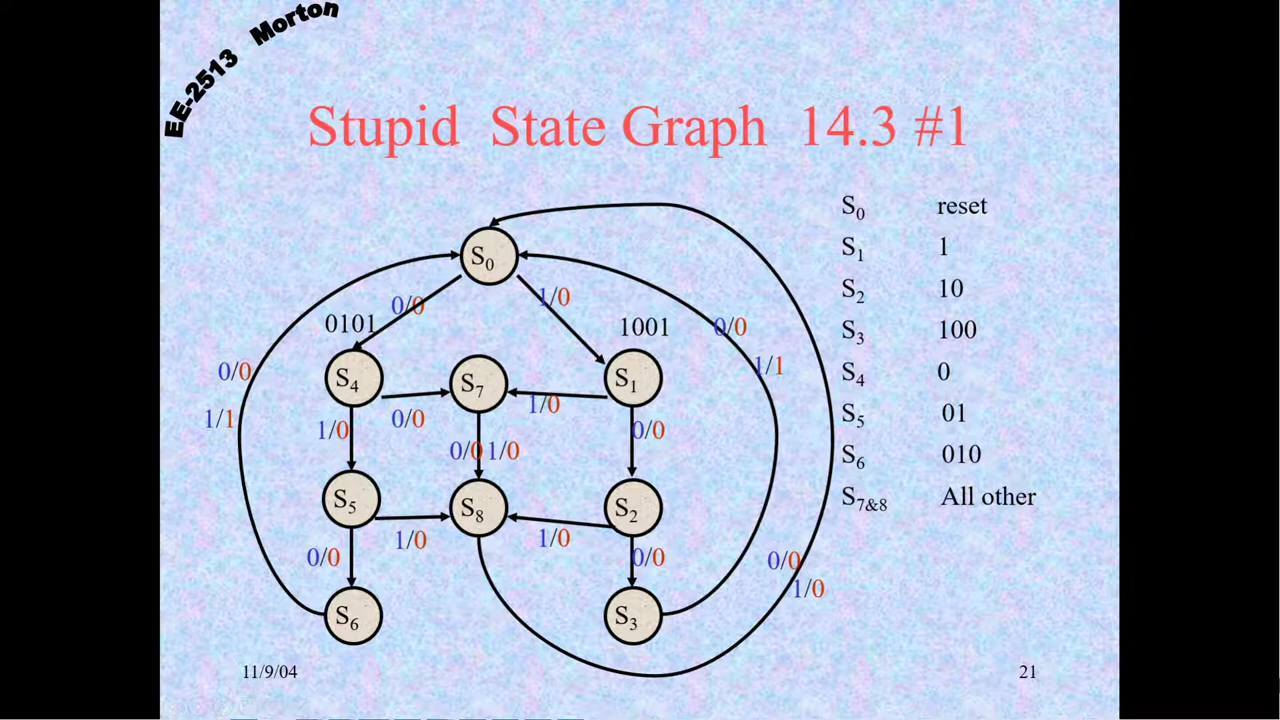 EE-2513 Morton
Stupid State Graph 14.3 #1
S0 reset
S1 1
S2 10
S3 100
S4 0
S5 01
S6 010
S7&8 All other
S0
0/0
1/0
0101
1001
0/0
1/1
S4
S7
S1
0/0
1/1
1/0
0/0
1/0
0/0
0/0 1/0
S5
S8
S2
1/0
1/0
0/0
0/0
0/0
1/0
S6
S3
11/9/04
21